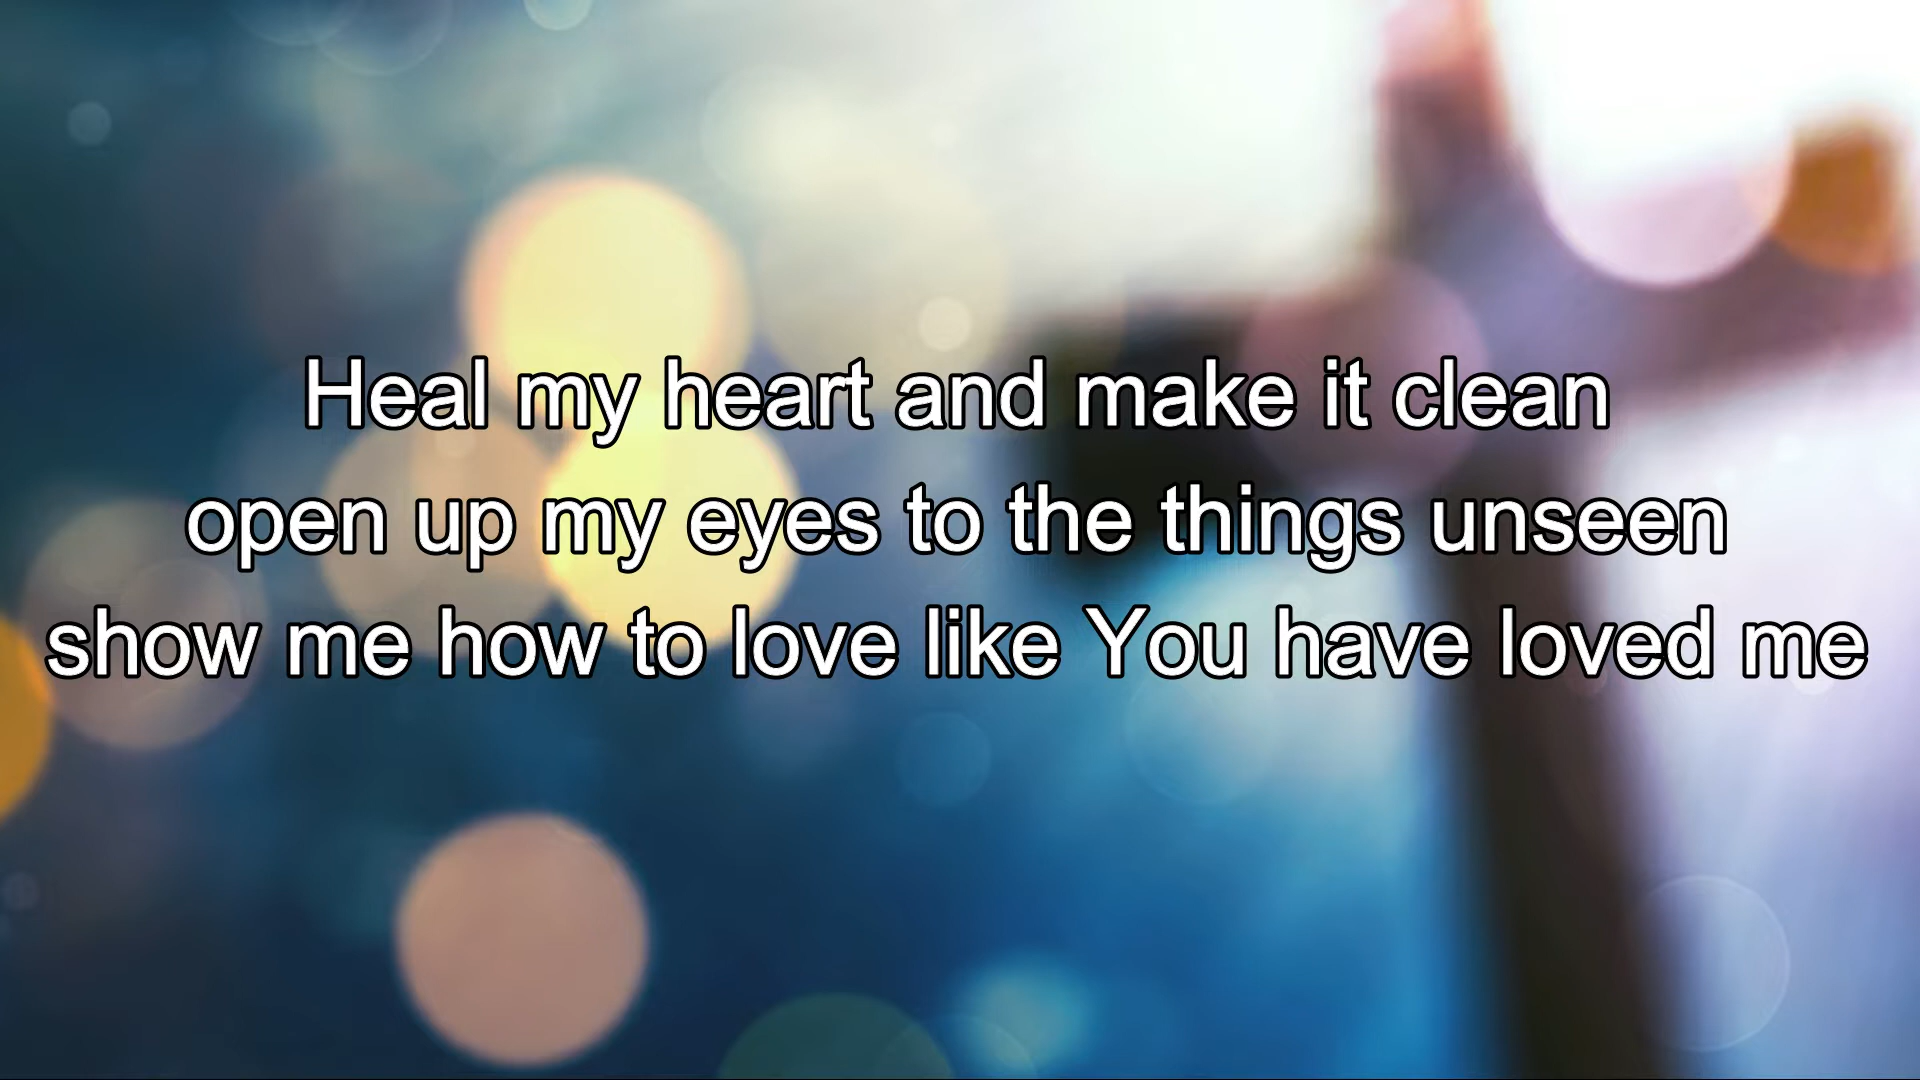 Heal my heart and make it clean
open up my eyes to the things unseen
show me how to love like You have loved me